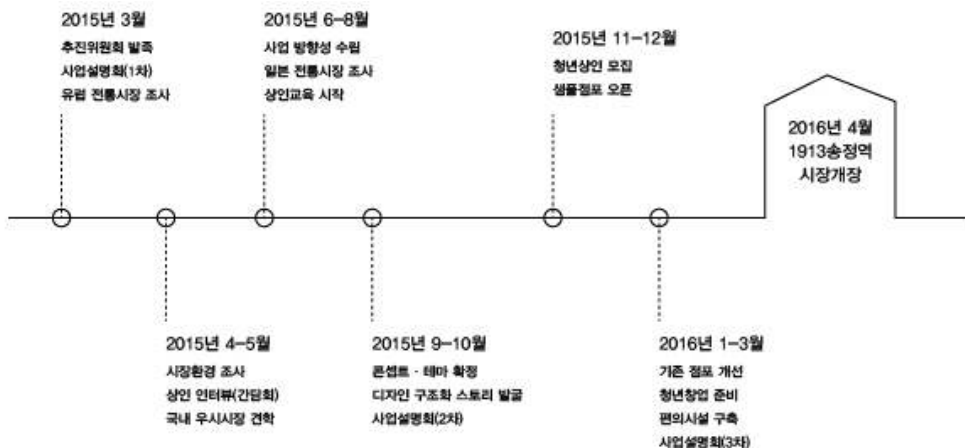 2015년 3월
추진위원회 발족
사업설명회(1차)
유럽 전통시장 조사
2015년 4-5월
시장환경 조사
상인 인터뷰(간담회)
국내 우시시장 견학
2015년 6-8월
사업 방향성 수립
일본 전통시장 조사
상인교육 시작
2015년 9-10월
콘셉트 · 테마 확정
디자인 구조화 스토리 발굴
사업설명회(2차)
2015년 11-12월
청년상인 모집
샘플점포 오픈
2016년 1-3월
기존 점포 개선
청년창업 준비
편의시설 구축
사업설명회(3차)
2016년 4월
1913송정역
시장개장